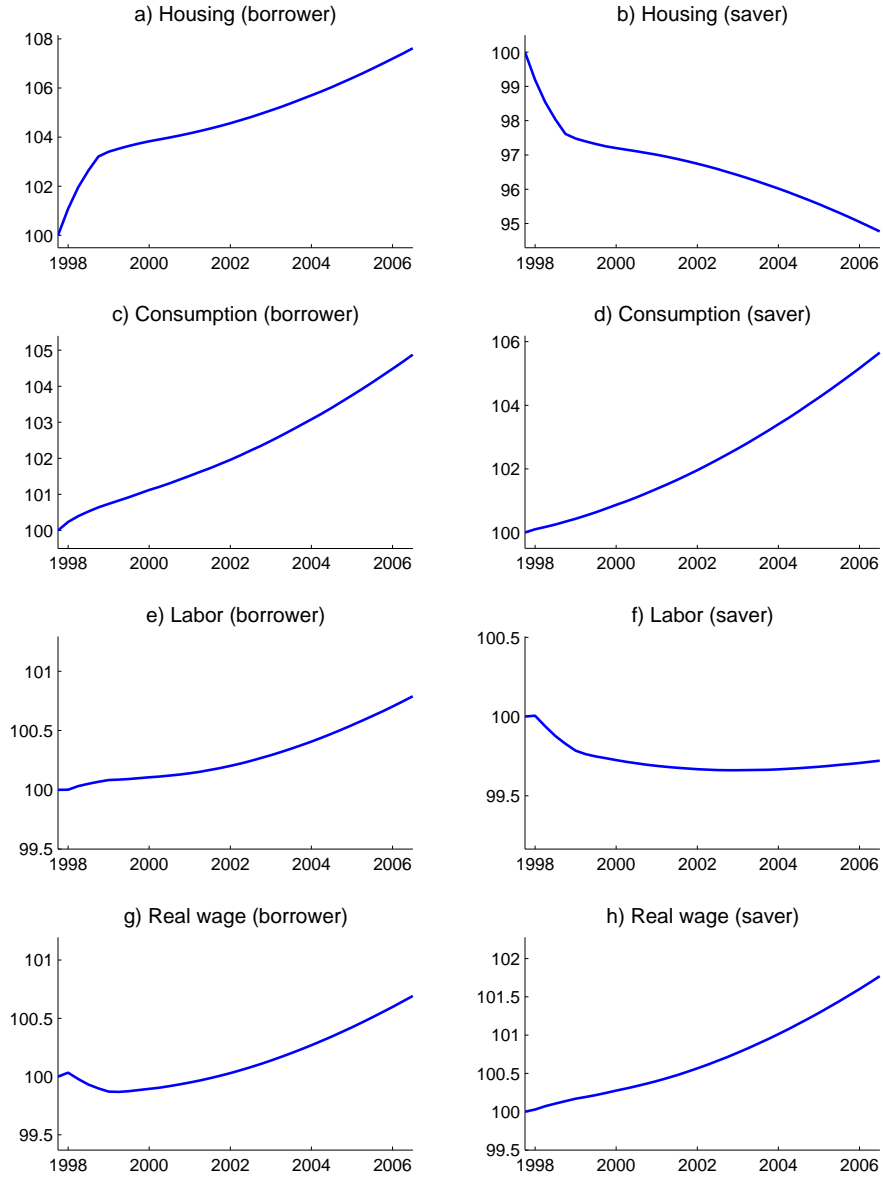 a) Housing (borrower)
108
106
104
102
100
1998 2000 2002 2004 2006
b) Housing (saver)
100
99
98
97
96
95
1998 2000 2002 2004 2006
c) Consumption (borrower)
105
104
103
102
101
100
1998 2000 2002 2004 2006
d) Consumption (saver)
106
104
102
100
1998 2000 2002 2004 2006
e) Labor (borrower)
101
100.5
100
99.5
1998 2000 2002 2004 2006
f) Labor (saver)
100.5
100
99.5
1998 2000 2002 2004 2006
g) Real wage (borrower)
101
100.5
100
99.5
1998 2000 2002 2004 2006
h) Real wage (saver)
102
101.5
101
100.5
100
99.5
1998 2000 2002 2004 2006